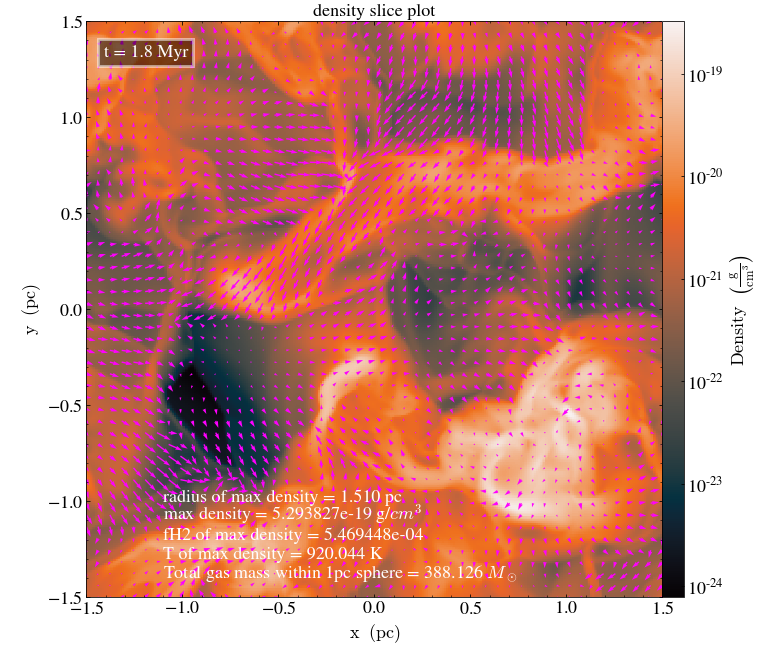 density slice plot
t = 1.8 Myr
1.5
1.0
0.5
0.0
−0.5
−1.0
−1.5
y (pc)
radius of max density = 1.510 pc
max density = 5.293827e-19 g/cm³
fH2 of max density = 5.469448e-04
T of max density = 920.044 K
Total gas mass within 1pc sphere = 388.126 M⊙
−1.5 −1.0 −0.5 0.0 0.5 1.0 1.5
x (pc)
10⁻¹⁹
10⁻²⁰
10⁻²¹
10⁻²²
10⁻²³
10⁻²⁴
Density (g/cm³)